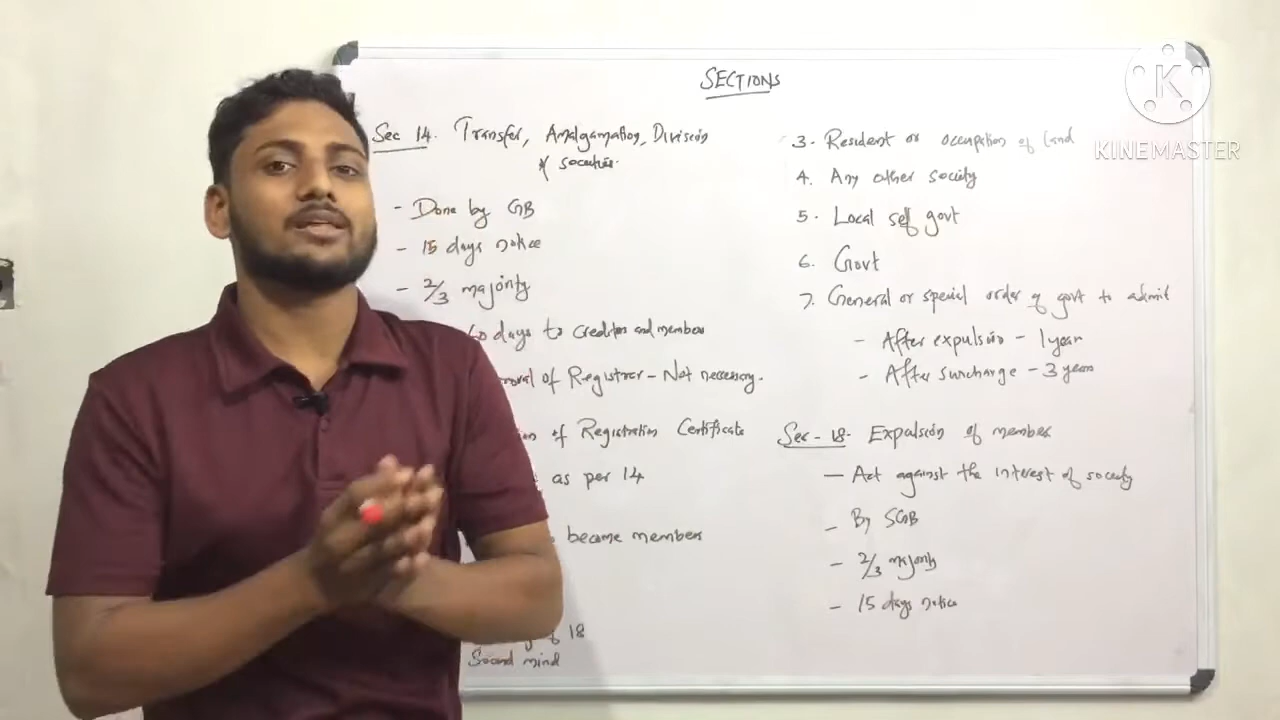 SECTIONS
Sec 14. Transfer, Amalgamation, Division
of societies.
- Done by GB
- 15 days notice
- 2/3 majority
60 days to creditors and members
of Registrar - Not necessary.
of Registration Certificate
as per 14
become members
18
Sound mind
3. Resident or occupation of land
4. Any other society
5. Local self govt
6. Govt
7. General or special order of govt to admit
- After expulsion - 1 year
- After surcharge - 3 years
Sec - 18. Expulsion of member
- Act against the interest of society
- By SGB
- 2/3 majority
- 15 days notice
K
KINEMASTER